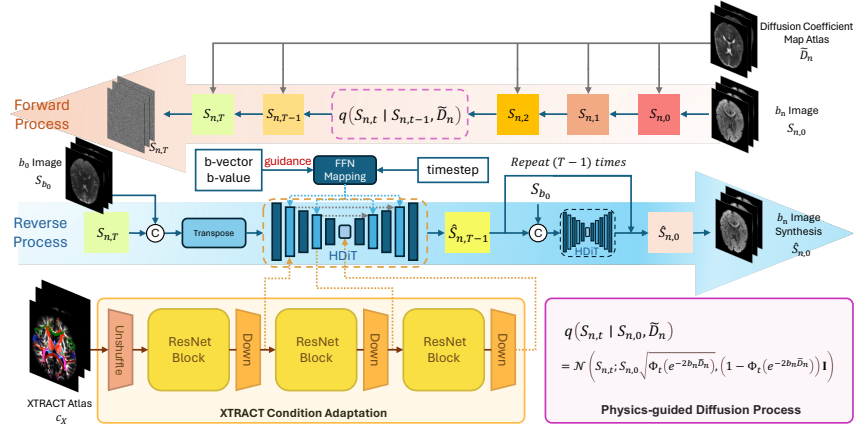 Diffusion Coefficient
Map Atlas
D̃ₙ
Forward
Process
Sₙ,T
Sₙ,T
Sₙ,T−1
q(Sₙ,t | Sₙ,t−1, D̃ₙ)
Sₙ,2
Sₙ,1
Sₙ,0
bₙ Image
Sₙ,0
b₀ Image
S_b₀
b-vector
b-value
guidance
FFN
Mapping
timestep
Repeat (T − 1) times
S_b₀
Reverse
Process
Sₙ,T
C
Transpose
HDiT
Ŝₙ,T−1
C
HDiT
Ŝₙ,0
bₙ Image
Synthesis
Ŝₙ,0
Unshuffle
ResNet
Block
Down
ResNet
Block
Down
ResNet
Block
Down
XTRACT Atlas
c_X
XTRACT Condition Adaptation
q(Sₙ,t | Sₙ,0, D̃ₙ)
= 𝒩(Sₙ,t; Sₙ,0√Φₜ(e^(−2bₙD̃ₙ)), (1 − Φₜ(e^(−2bₙD̃ₙ))) I)
Physics-guided Diffusion Process